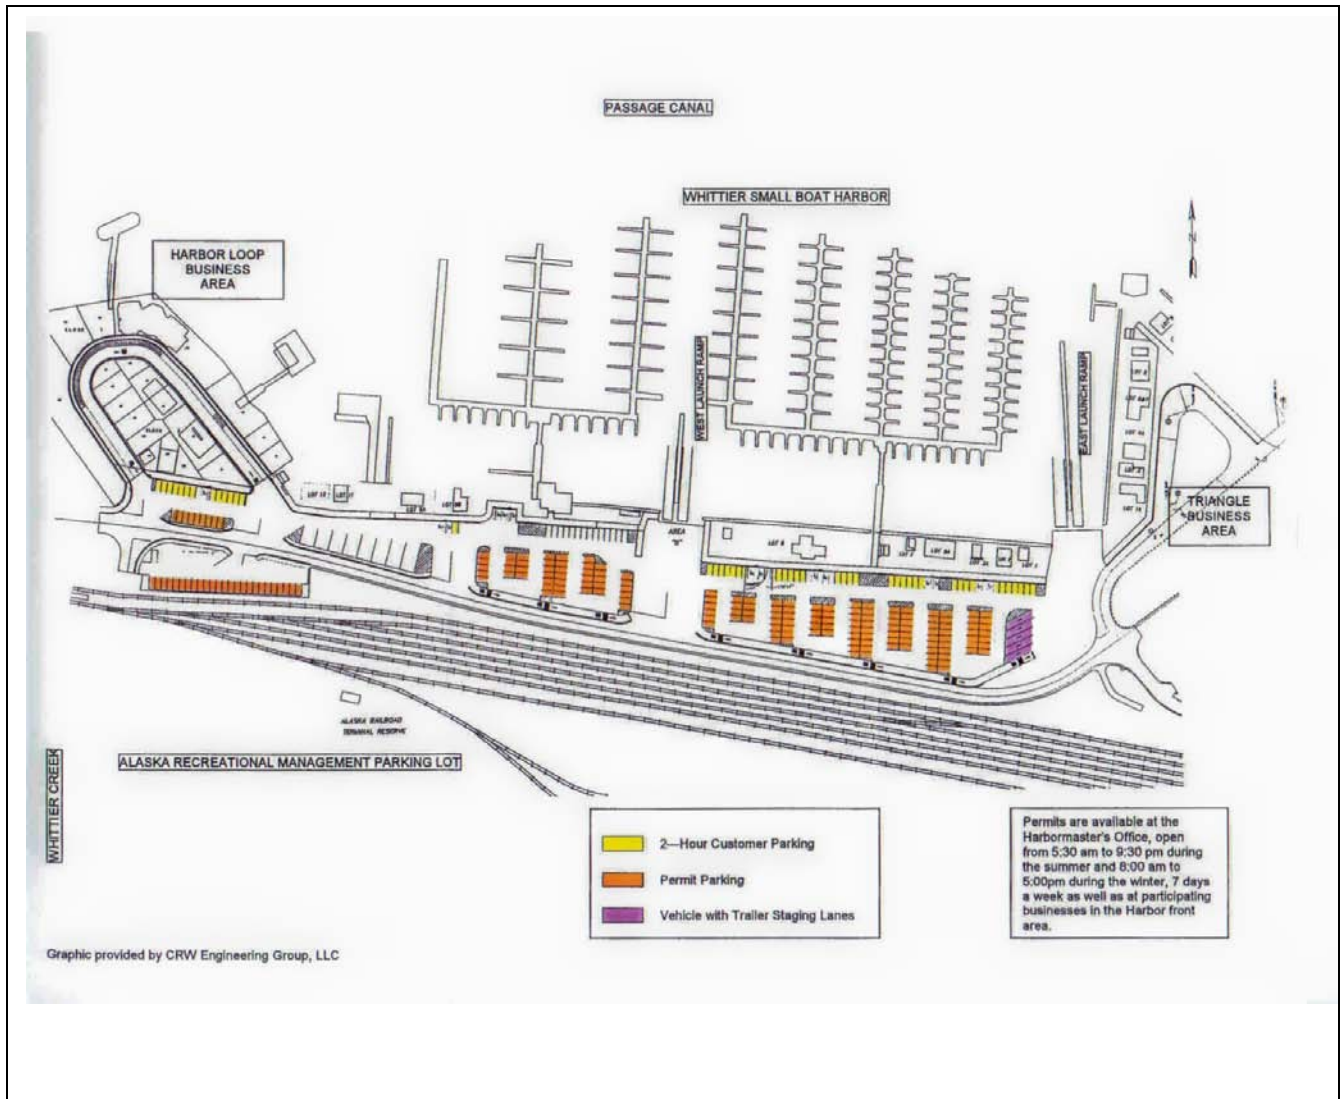 PASSAGE CANAL
WHITTIER SMALL BOAT HARBOR
HARBOR LOOP
BUSINESS
AREA
N
WEST LAUNCH RAMP
EAST LAUNCH RAMP
TRIANGLE
BUSINESS
AREA
AREA
LOT 6
ALASKA RAILROAD
TERMINAL RESERVE
WHITTIER CREEK
ALASKA RECREATIONAL MANAGEMENT PARKING LOT
2—Hour Customer Parking
Permit Parking
Vehicle with Trailer Staging Lanes
Permits are available at the
Harbormaster's Office, open
from 5:30 am to 9:30 pm during
the summer and 8:00 am to
5:00pm during the winter, 7 days
a week as well as at participating
businesses in the Harbor front
area.
Graphic provided by CRW Engineering Group, LLC